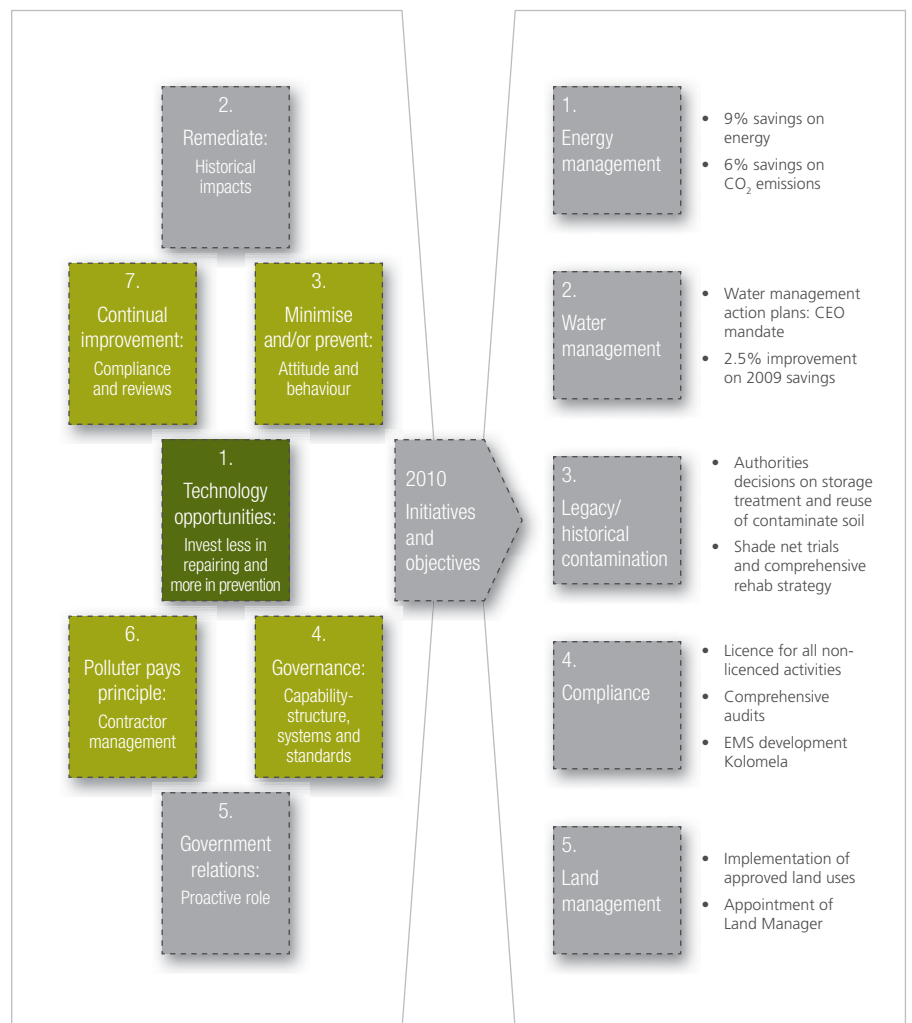 2.
Remediate:
Historical
impacts
7.
Continual
improvement:
Compliance
and reviews
3.
Minimise
and/or prevent:
Attitude and
behaviour
1.
Technology
opportunities:
Invest less in
repairing and
more in prevention
6.
Polluter pays
principle:
Contractor
management
4.
Governance:
Capability-
structure,
systems and
standards
5.
Government
relations:
Proactive role
2010
Initiatives
and
objectives
1.
Energy
management
• 9% savings on
energy
• 6% savings on
CO₂ emissions
2.
Water
management
• Water management
action plans: CEO
mandate
• 2.5% improvement
on 2009 savings
3.
Legacy/
historical
contamination
• Authorities
decisions on storage
treatment and reuse
of contaminate soil
• Shade net trials
and comprehensive
rehab strategy
4.
Compliance
• Licence for all non-
licenced activities
• Comprehensive
audits
• EMS development
Kolomela
5.
Land
management
• Implementation of
approved land uses
• Appointment of
Land Manager